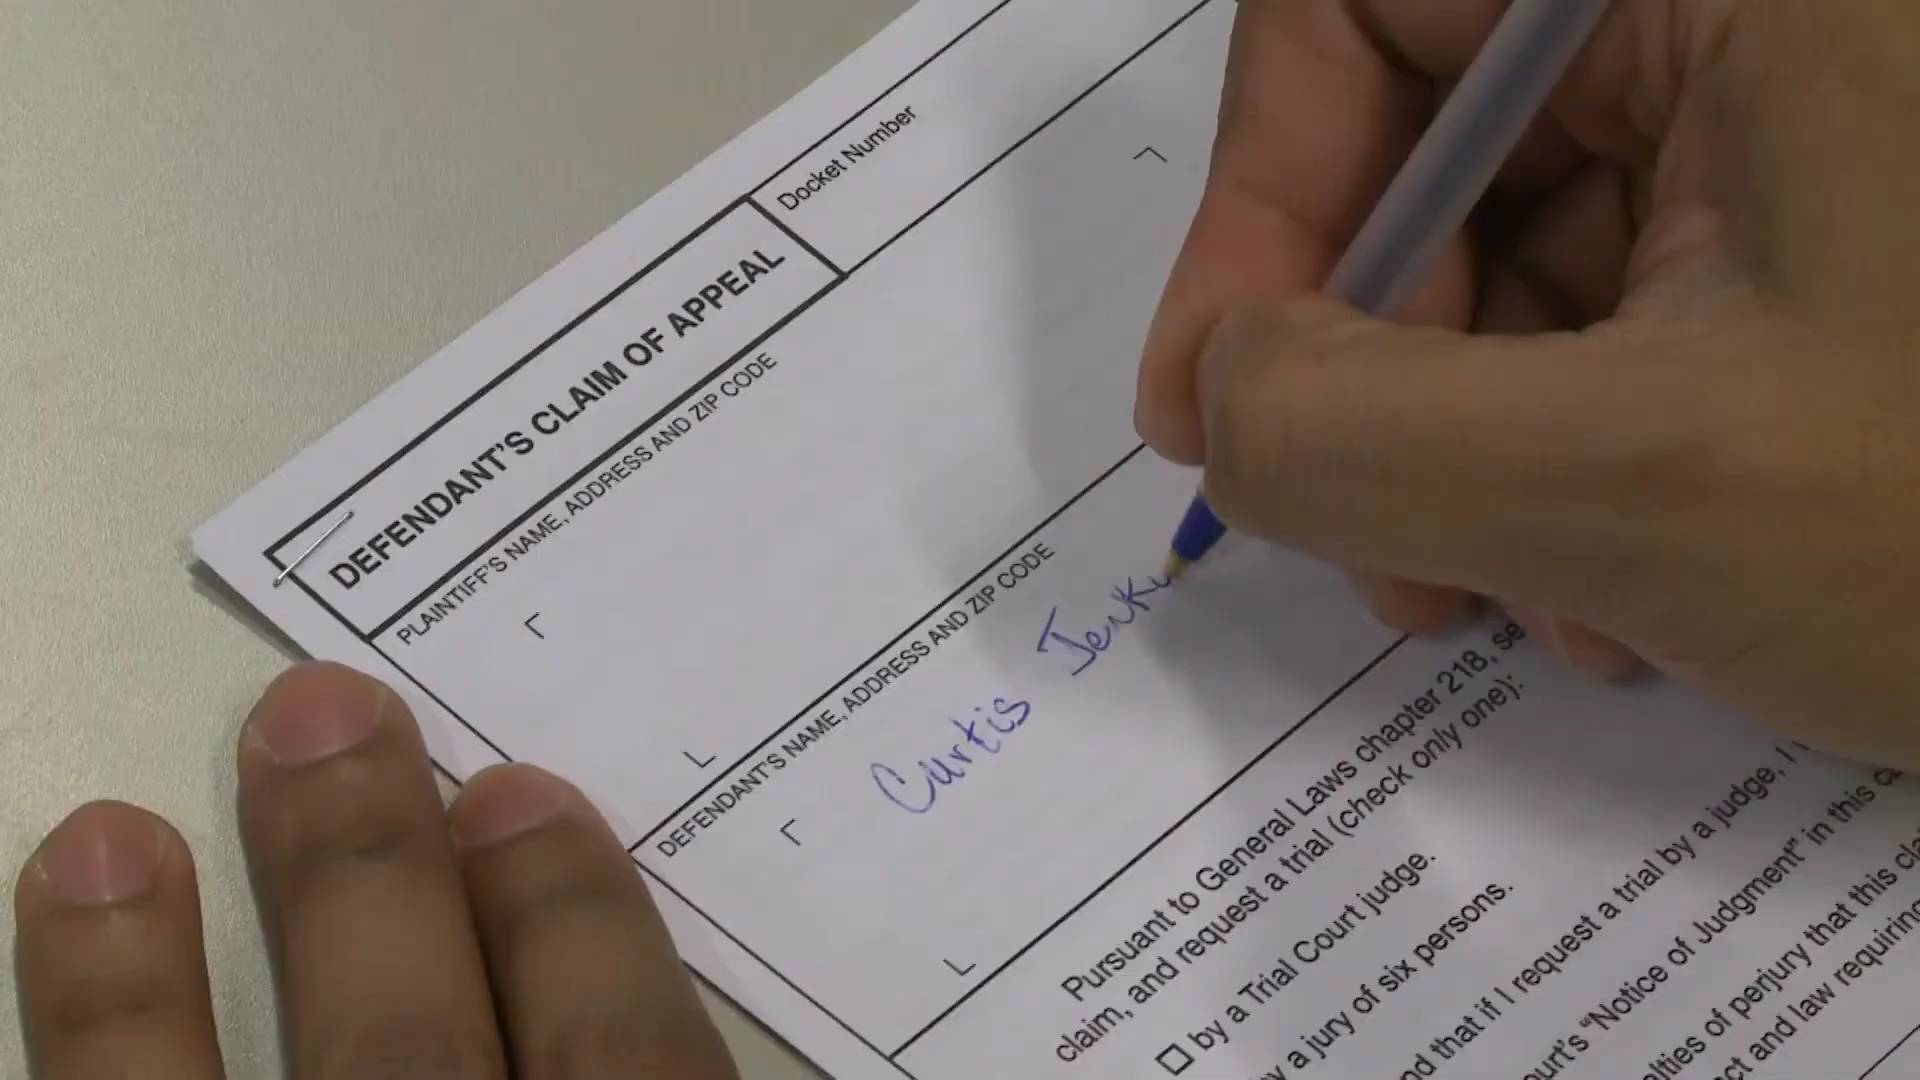 Docket Number
DEFENDANT'S CLAIM OF APPEAL
PLAINTIFF'S NAME, ADDRESS AND ZIP CODE
DEFENDANT'S NAME, ADDRESS AND ZIP CODE
Curtis
Pursuant to General Laws chapter 218,
claim, and request a trial (check only one):
by a Trial Court judge.
a jury of six persons.
that if I request a trial by a judge, I
"Notice of Judgment" in this
of perjury that this
and law requiring